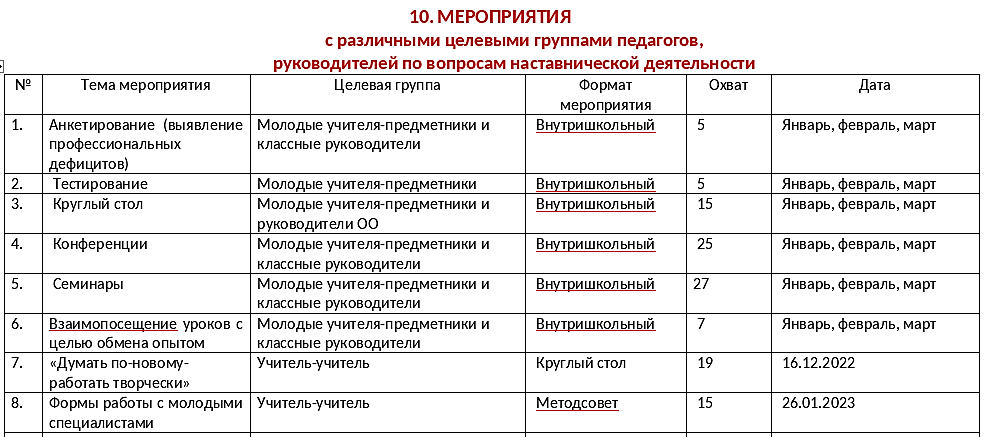 10. МЕРОПРИЯТИЯ
с различными целевыми группами педагогов,
руководителей по вопросам наставнической деятельности
№ Тема мероприятия Целевая группа Формат мероприятия Охват Дата
1. Анкетирование (выявление профессиональных дефицитов) Молодые учителя-предметники и классные руководители Внутришкольный 5 Январь, февраль, март
2. Тестирование Молодые учителя-предметники Внутришкольный 5 Январь, февраль, март
3. Круглый стол Молодые учителя-предметники и руководители ОО Внутришкольный 15 Январь, февраль, март
4. Конференции Молодые учителя-предметники и классные руководители Внутришкольный 25 Январь, февраль, март
5. Семинары Молодые учителя-предметники и классные руководители Внутришкольный 27 Январь, февраль, март
6. Взаимопосещение уроков с целью обмена опытом Молодые учителя-предметники и классные руководители Внутришкольный 7 Январь, февраль, март
7. «Думать по-новому- работать творчески» Учитель-учитель Круглый стол 19 16.12.2022
8. Формы работы с молодыми специалистами Учитель-учитель Методсовет 15 26.01.2023